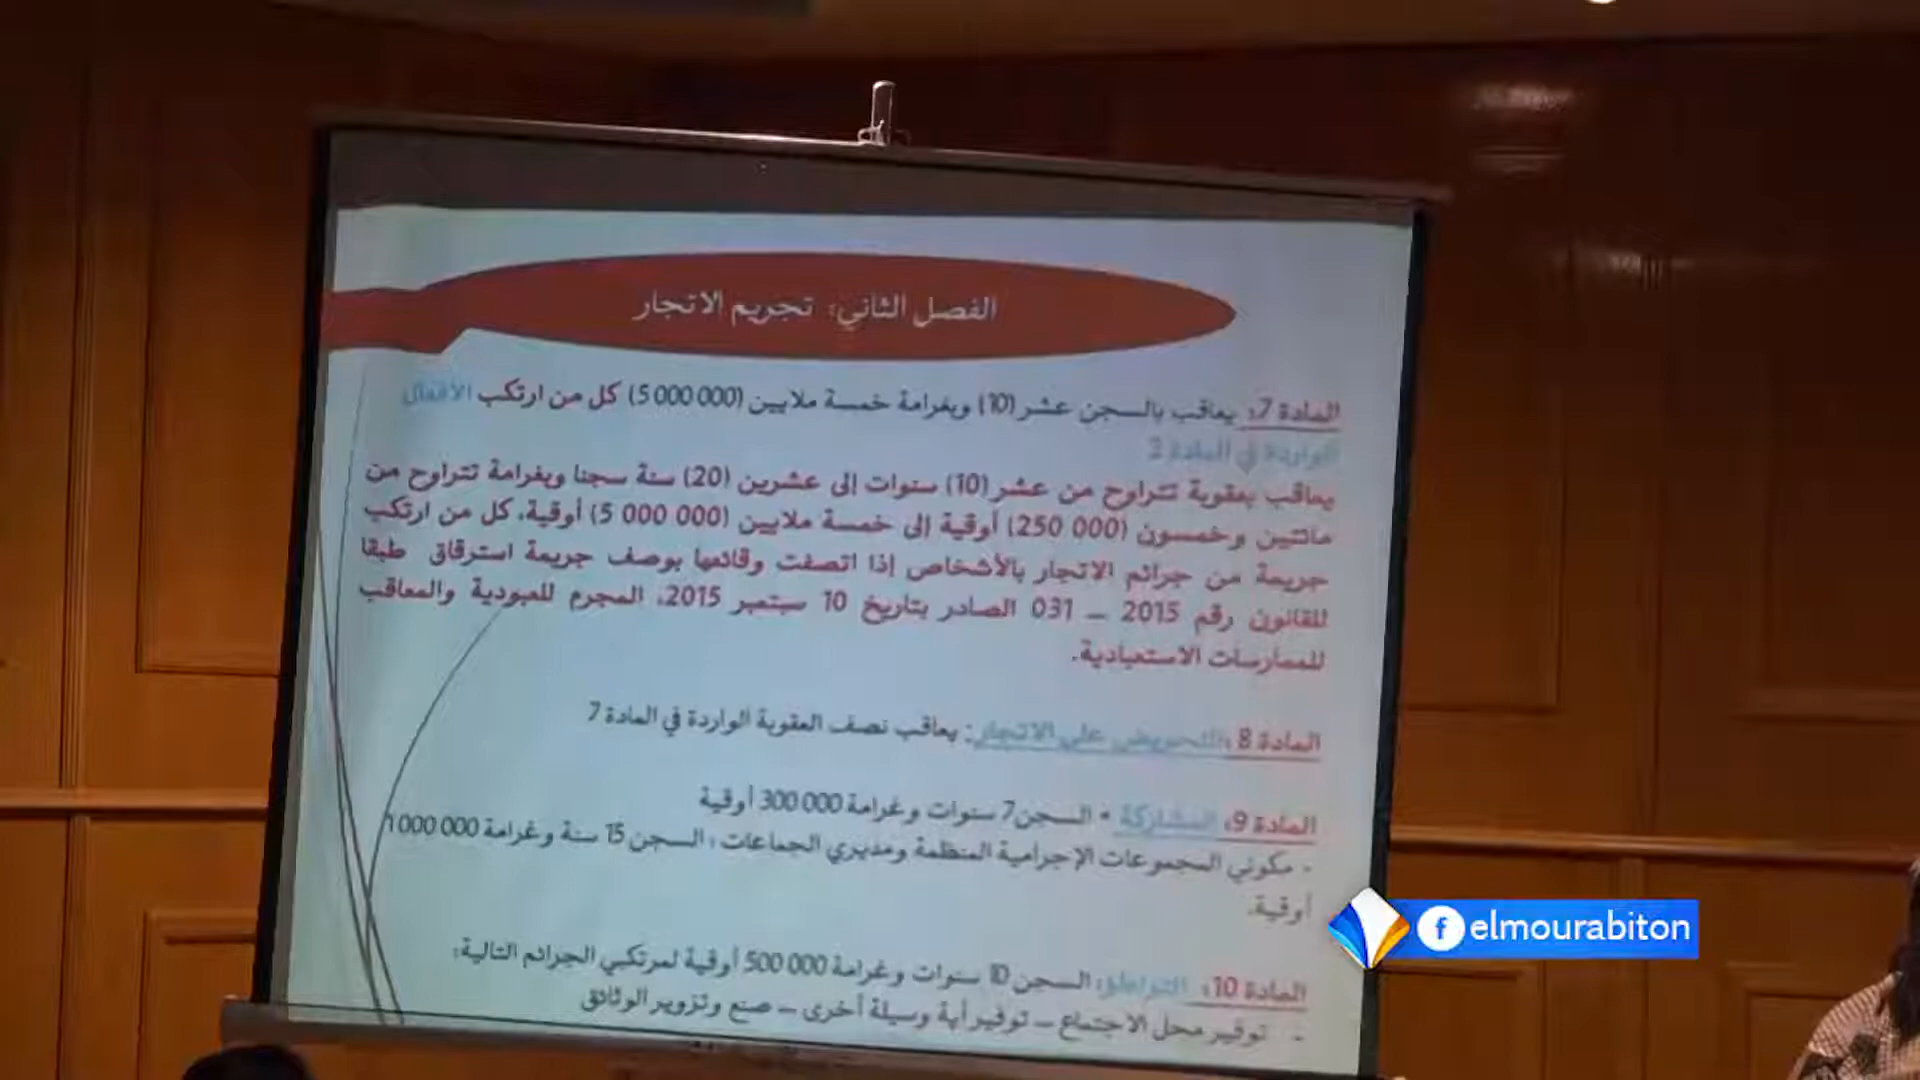 الفصل الثاني: تجريم الاتجار
المادة 7: يعاقب بالسجن عشر (10) وبغرامة خمسة ملايين (000 000 5) كل من ارتكب الأفعال
الواردة في المادة 2
يعاقب بعقوبة تتراوح من عشر (10) سنوات إلى عشرين (20) سنة سجنا وبغرامة تتراوح من
مائتين وخمسون (000 250) أوقية إلى خمسة ملايين (000 000 5) أوقية، كل من ارتكب
جريمة من جرائم الاتجار بالأشخاص إذا اتصفت وقائعها بوصف جريمة استرقاق طبقا
للقانون رقم 2015 – 031 الصادر بتاريخ 10 سبتمبر 2015، المجرم للعبودية والمعاقب
للممارسات الاستعبادية.
المادة 8: التحريض على الاتجار: يعاقب نصف العقوبة الواردة في المادة 7
المادة 9: المشاركة • السجن 7 سنوات وغرامة 000 300 أوقية
- مكوني المجموعات الإجرامية المنظمة ومديري الجماعات: السجن 15 سنة وغرامة 000 000 1
أوقية.
المادة 10: التواطؤ: السجن 10 سنوات وغرامة 000 500 أوقية لمرتكبي الجرائم التالية:
- توفير محل الاجتماع – توفير أية وسيلة أخرى – صنع وتزوير الوثائق
elmourabiton